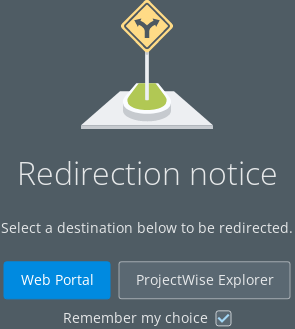 Redirection notice
Select a destination below to be redirected.
Web Portal
ProjectWise Explorer
Remember my choice